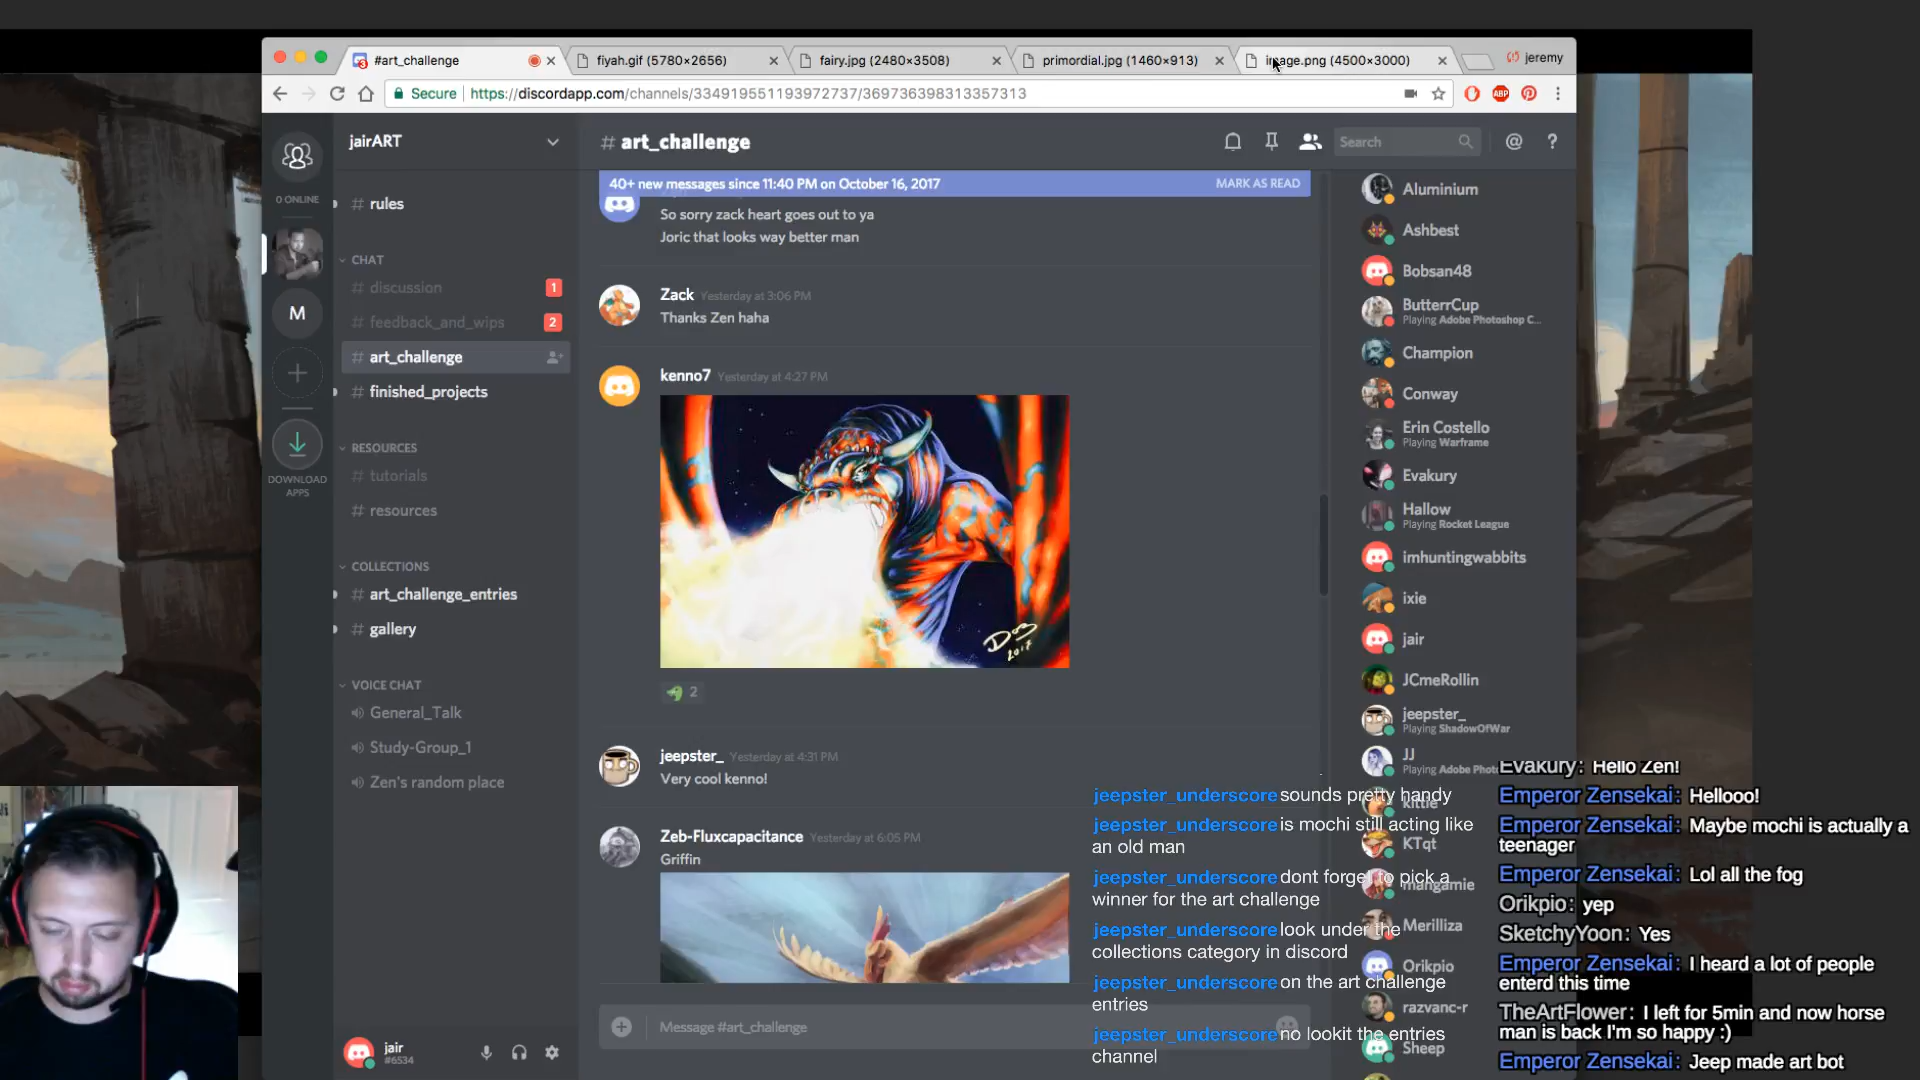 #art_challenge
fiyah.gif (5780×2656)
fairy.jpg (2480×3508)
primordial.jpg (1460×913)
image.png (4500×3000)
jeremy
Secure
https://discordapp.com/channels/334919551193972737/369736398313357313
ABP
jairART
# art_challenge
Search
@
?
0 ONLINE
M
DOWNLOAD
APPS
# rules
CHAT
# discussion
1
# feedback_and_wips
2
# art_challenge
# finished_projects
RESOURCES
# tutorials
# resources
COLLECTIONS
# art_challenge_entries
# gallery
VOICE CHAT
General_Talk
Study-Group_1
Zen's random place
jair
#6534
40+ new messages since 11:40 PM on October 16, 2017
MARK AS READ
So sorry zack heart goes out to ya
Joric that looks way better man
Zack Yesterday at 3:06 PM
Thanks Zen haha
kenno7 Yesterday at 4:27 PM
2017
2
jeepster_ Yesterday at 4:31 PM
Very cool kenno!
Zeb-Fluxcapacitance Yesterday at 6:05 PM
Griffin
Message #art_challenge
Aluminium
Ashbest
Bobsan48
ButterrCup
Playing Adobe Photoshop C...
Champion
Conway
Erin Costello
Playing Warframe
Evakury
Hallow
Playing Rocket League
imhuntingwabbits
ixie
jair
JCmeRollin
jeepster_
Playing ShadowOfWar
JJ
Playing Adobe Photo
kittie
KTqt
mangamie
Merilliza
Orikpio
razvanc-r
Sheep
jeepster_underscore sounds pretty handy
jeepster_underscore is mochi still acting like
an old man
jeepster_underscore dont forget to pick a
winner for the art challenge
jeepster_underscore look under the
collections category in discord
jeepster_underscore on the art challenge
entries
jeepster_underscore no lookit the entries
channel
Evakury: Hello Zen!
Emperor Zensekai: Hellooo!
Emperor Zensekai: Maybe mochi is actually a
teenager
Emperor Zensekai: Lol all the fog
Orikpio: yep
SketchyYoon: Yes
Emperor Zensekai: I heard a lot of people
enterd this time
TheArtFlower: I left for 5min and now horse
man is back I'm so happy :)
Emperor Zensekai: Jeep made art bot